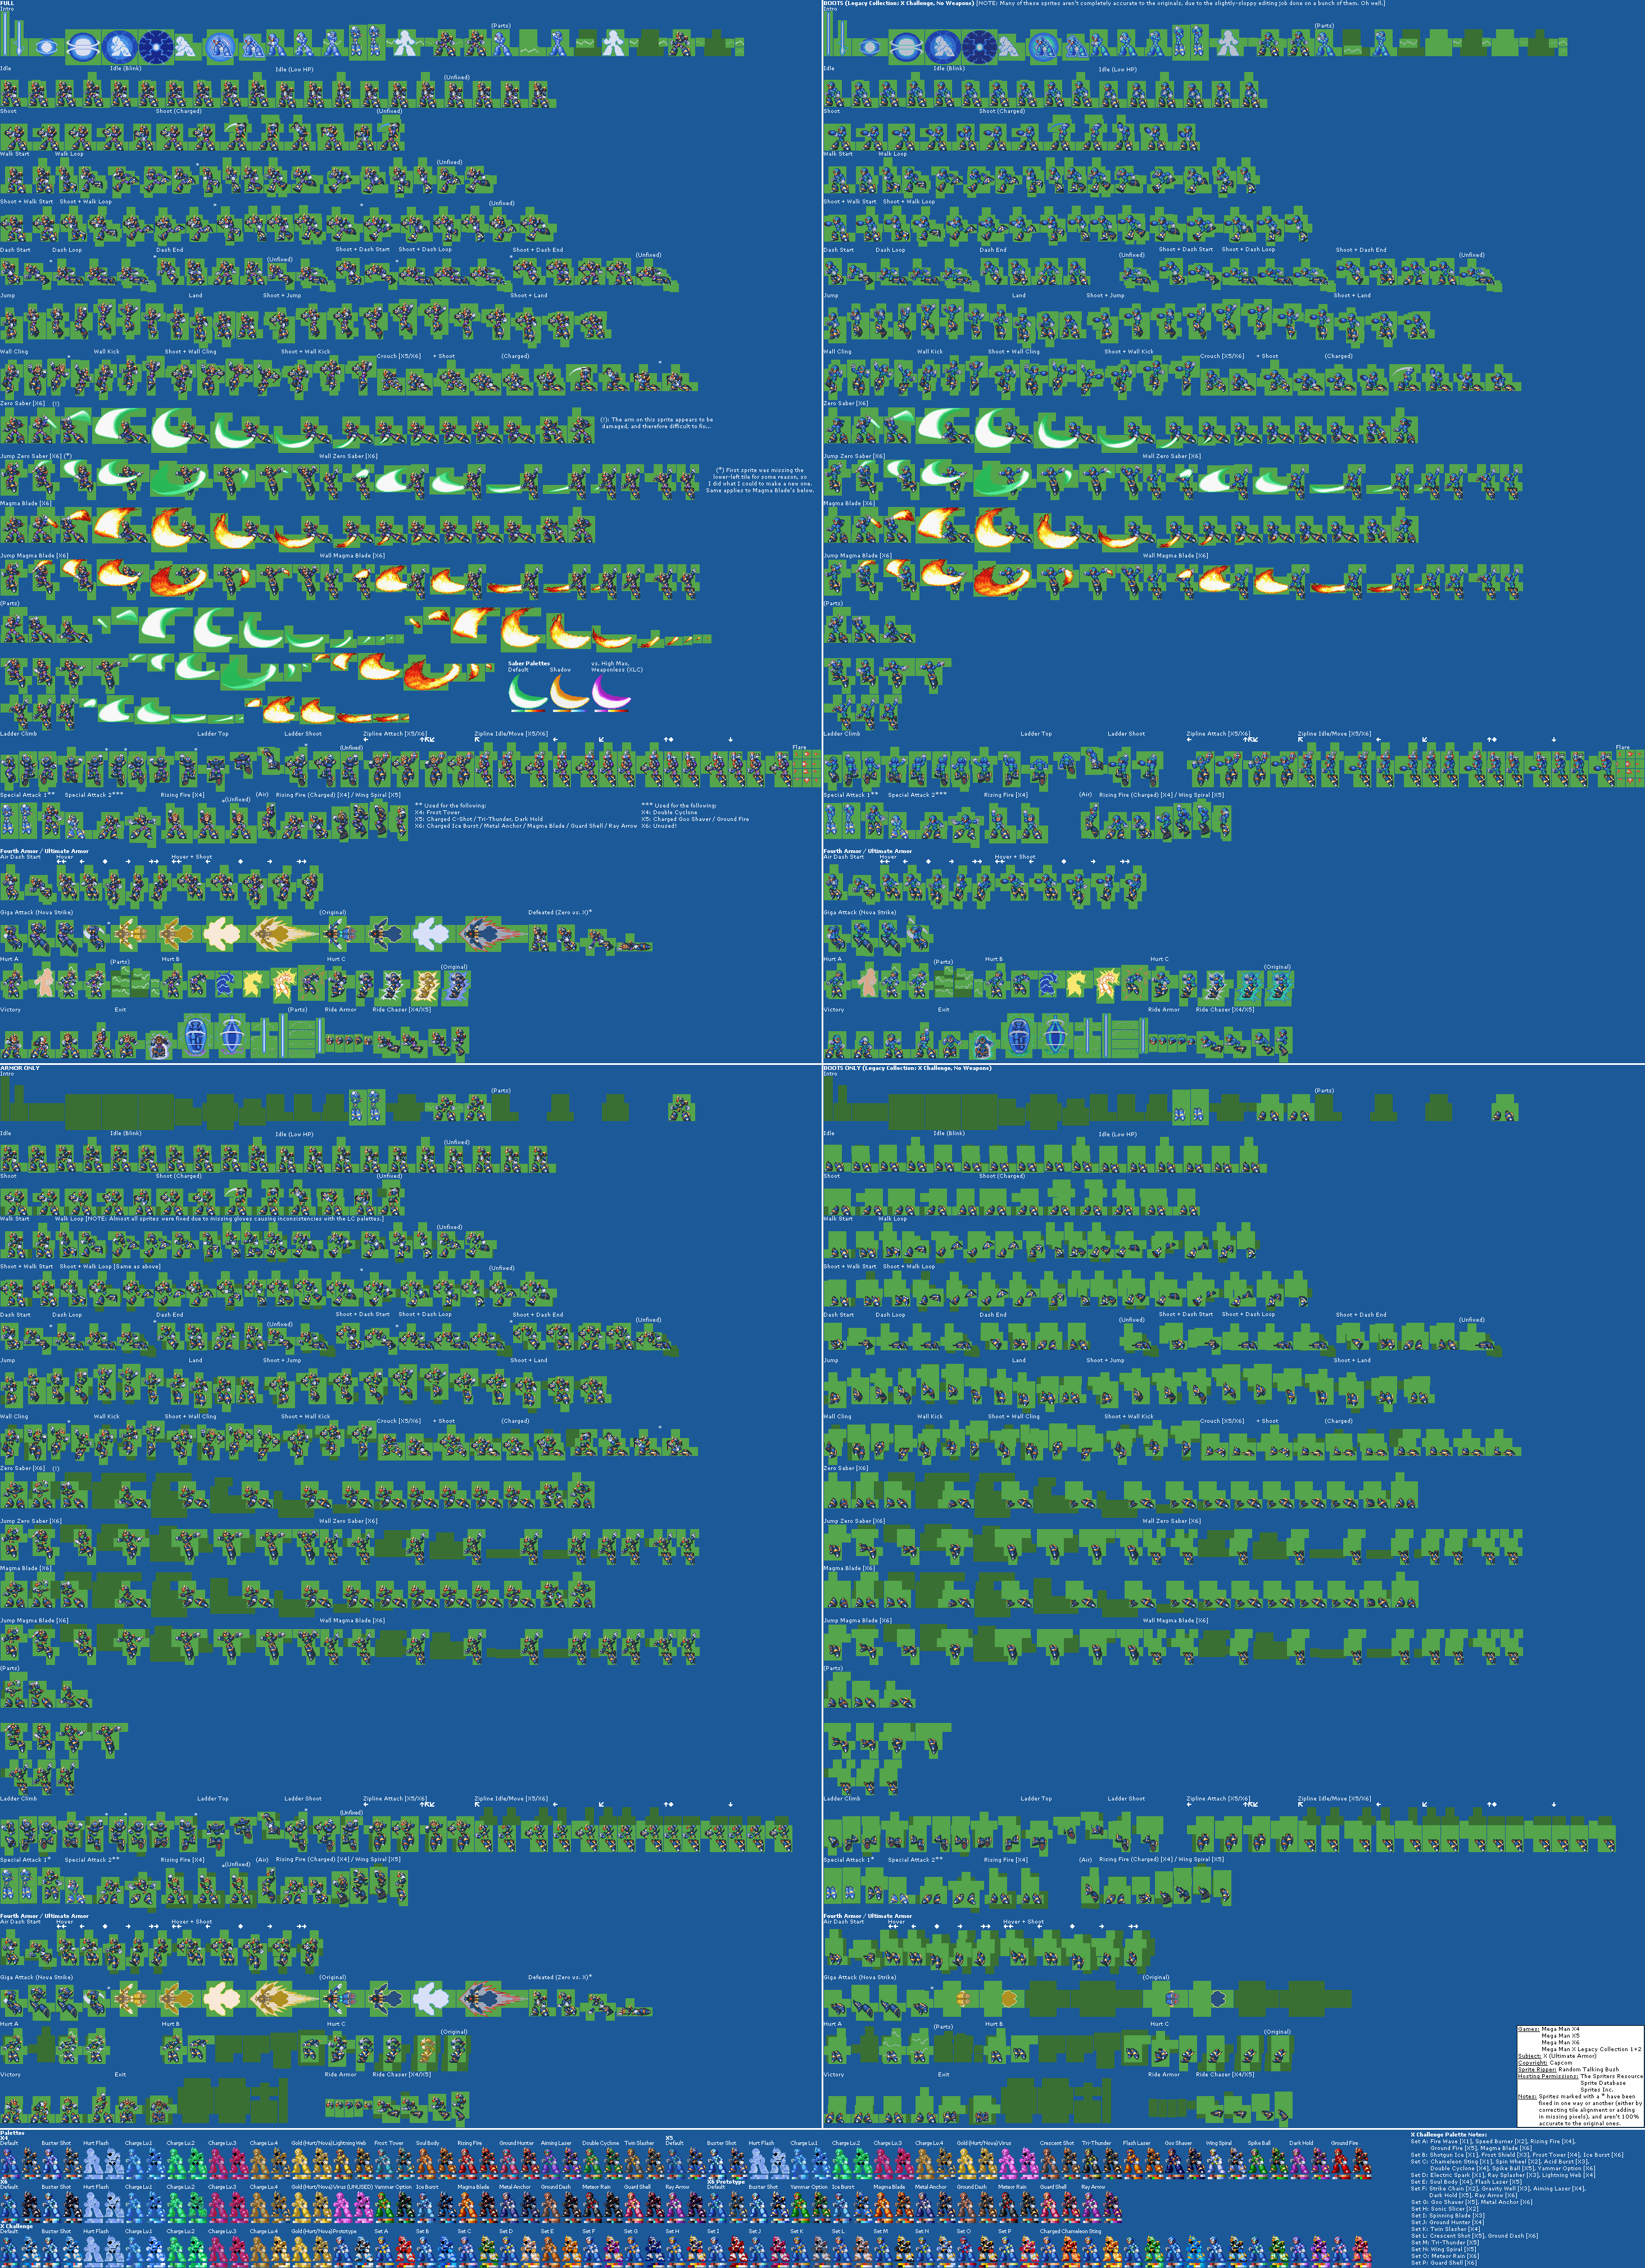 FULL
Intro
(Parts)
Idle
Idle (Blink)
Idle (Low HP)
(Unfixed)
Shoot
Shoot (Charged)
(Unfixed)
Walk Start
Walk Loop
(Unfixed)
Shoot + Walk Start
Shoot + Walk Loop
(Unfixed)
Dash Start
Dash Loop
Dash End
(Unfixed)
Shoot + Dash Start
Shoot + Dash Loop
Shoot + Dash End
(Unfixed)
Jump
Land
Shoot + Jump
Shoot + Land
Wall Cling
Wall Kick
Shoot + Wall Cling
Shoot + Wall Kick
Crouch [X5/X6]
+ Shoot
(Charged)
Zero Saber [X6]
(!)
(!): The arm on this sprite appears to be
damaged, and therefore difficult to fix...
Jump Zero Saber [X6] (*)
Wall Zero Saber [X6]
(*) First sprite was missing the
lower-left tile for some reason, so
I did what I could to make a new one.
Same applies to Magma Blade's below.
Magma Blade [X6]
Jump Magma Blade [X6]
Wall Magma Blade [X6]
(Parts)
Saber Palettes
Default
Shadow
vs. High Max,
Weaponless (XLC)
Ladder Climb
Ladder Top
Ladder Shoot
(Unfixed)
Zipline Attach [X5/X6]
Zipline Idle/Move [X5/X6]
Flare
Special Attack 1**
Special Attack 2***
Rising Fire [X4]
(Unfixed)
(Air)
Rising Fire (Charged) [X4] / Wing Spiral [X5]
** Used for the following:
X4: Frost Tower
X5: Charged C-Shot / Tri-Thunder, Dark Hold
X6: Charged Ice Burst / Metal Anchor / Magma Blade / Guard Shell / Ray Arrow
*** Used for the following:
X4: Double Cyclone
X5: Charged Goo Shaver / Ground Fire
X6: Unused!
Fourth Armor / Ultimate Armor
Air Dash Start
Hover
Hover + Shoot
Giga Attack (Nova Strike)
(Original)
Defeated (Zero vs. X)*
Hurt A
(Parts)
Hurt B
Hurt C
(Original)
Victory
Exit
(Parts)
Ride Armor
Ride Chaser [X4/X5]
BOOTS (Legacy Collection: X Challenge, No Weapons) [NOTE: Many of these sprites aren't completely accurate to the originals, due to the slightly-sloppy editing job done on a bunch of them. Oh well.]
Intro
(Parts)
Idle
Idle (Blink)
Idle (Low HP)
Shoot
Shoot (Charged)
Walk Start
Walk Loop
Shoot + Walk Start
Shoot + Walk Loop
Dash Start
Dash Loop
Dash End
(Unfixed)
Shoot + Dash Start
Shoot + Dash Loop
Shoot + Dash End
(Unfixed)
Jump
Land
Shoot + Jump
Shoot + Land
Wall Cling
Wall Kick
Shoot + Wall Cling
Shoot + Wall Kick
Crouch [X5/X6]
+ Shoot
(Charged)
Zero Saber [X6]
Jump Zero Saber [X6]
Wall Zero Saber [X6]
Magma Blade [X6]
Jump Magma Blade [X6]
Wall Magma Blade [X6]
(Parts)
Ladder Climb
Ladder Top
Ladder Shoot
Zipline Attach [X5/X6]
Zipline Idle/Move [X5/X6]
Flare
Special Attack 1**
Special Attack 2***
Rising Fire [X4]
(Air)
Rising Fire (Charged) [X4] / Wing Spiral [X5]
Fourth Armor / Ultimate Armor
Air Dash Start
Hover
Hover + Shoot
Giga Attack (Nova Strike)
Hurt A
(Parts)
Hurt B
Hurt C
(Original)
Victory
Exit
(Parts)
Ride Armor
Ride Chaser [X4/X5]
ARMOR ONLY
Intro
(Parts)
Idle
Idle (Blink)
Idle (Low HP)
(Unfixed)
Shoot
Shoot (Charged)
(Unfixed)
Walk Start
Walk Loop [NOTE: Almost all sprites were fixed due to missing gloves causing inconsistencies with the LC palettes.]
(Unfixed)
Shoot + Walk Start
Shoot + Walk Loop [Same as above]
(Unfixed)
Dash Start
Dash Loop
Dash End
(Unfixed)
Shoot + Dash Start
Shoot + Dash Loop
Shoot + Dash End
(Unfixed)
Jump
Land
Shoot + Jump
Shoot + Land
Wall Cling
Wall Kick
Shoot + Wall Cling
Shoot + Wall Kick
Crouch [X5/X6]
+ Shoot
(Charged)
Zero Saber [X6]
(!)
Jump Zero Saber [X6]
Wall Zero Saber [X6]
Magma Blade [X6]
Jump Magma Blade [X6]
Wall Magma Blade [X6]
(Parts)
Ladder Climb
Ladder Top
Ladder Shoot
(Unfixed)
Zipline Attach [X5/X6]
Zipline Idle/Move [X5/X6]
Special Attack 1*
Special Attack 2**
Rising Fire [X4]
(Unfixed)
(Air)
Rising Fire (Charged) [X4] / Wing Spiral [X5]
Fourth Armor / Ultimate Armor
Air Dash Start
Hover
Hover + Shoot
Giga Attack (Nova Strike)
(Original)
Defeated (Zero vs. X)*
Hurt A
Hurt B
Hurt C
(Original)
Victory
Exit
Ride Armor
Ride Chaser [X4/X5]
BOOTS ONLY (Legacy Collection: X Challenge, No Weapons)
Intro
(Parts)
Idle
Idle (Blink)
Idle (Low HP)
Shoot
Shoot (Charged)
Walk Start
Walk Loop
Shoot + Walk Start
Shoot + Walk Loop
Dash Start
Dash Loop
Dash End
(Unfixed)
Shoot + Dash Start
Shoot + Dash Loop
Shoot + Dash End
(Unfixed)
Jump
Land
Shoot + Jump
Shoot + Land
Wall Cling
Wall Kick
Shoot + Wall Cling
Shoot + Wall Kick
Crouch [X5/X6]
+ Shoot
(Charged)
Zero Saber [X6]
Jump Zero Saber [X6]
Wall Zero Saber [X6]
Magma Blade [X6]
Jump Magma Blade [X6]
Wall Magma Blade [X6]
(Parts)
Ladder Climb
Ladder Top
Ladder Shoot
Zipline Attach [X5/X6]
Zipline Idle/Move [X5/X6]
Special Attack 1*
Special Attack 2**
Rising Fire [X4]
(Air)
Rising Fire (Charged) [X4] / Wing Spiral [X5]
Fourth Armor / Ultimate Armor
Air Dash Start
Hover
Hover + Shoot
Giga Attack (Nova Strike)
(Original)
Hurt A
(Parts)
Hurt B
Hurt C
(Original)
Victory
Exit
Ride Armor
Ride Chaser [X4/X5]
Games: Mega Man X4
Mega Man X5
Mega Man X6
Mega Man X Legacy Collection 1+2
Subject: X (Ultimate Armor)
Copyright: Capcom
Sprite Ripper: Random Talking Bush
Hosting Permissions: The Spriters Resource
Sprite Database
Sprites Inc.
Notes: Sprites marked with a * have been
fixed in one way or another (either by
correcting tile alignment or adding
in missing pixels), and aren't 100%
accurate to the original ones.
Palettes
X4
Default Buster Shot Hurt Flash Charge Lv.1 Charge Lv.2 Charge Lv.3 Charge Lv.4 Gold (Hurt/Nova) Lightning Web Frost Tower Soul Body Rising Fire Ground Hunter Aiming Laser Double Cyclone Twin Slasher
X5
Default Buster Shot Hurt Flash Charge Lv.1 Charge Lv.2 Charge Lv.3 Charge Lv.4 Gold (Hurt/Nova) Virus Crescent Shot Tri-Thunder Flash Laser Goo Shaver Wing Spiral Spike Ball Dark Hold Ground Fire
X6
Default Buster Shot Hurt Flash Charge Lv.1 Charge Lv.2 Charge Lv.3 Charge Lv.4 Gold (Hurt/Nova) Virus (UNUSED) Yammar Option Ice Burst Magma Blade Metal Anchor Ground Dash Meteor Rain Guard Shell Ray Arrow
X6 Prototype
Default Buster Shot Yammar Option Ice Burst Magma Blade Metal Anchor Ground Dash Meteor Rain Guard Shell Ray Arrow
X Challenge
Default Buster Shot Hurt Flash Charge Lv.1 Charge Lv.2 Charge Lv.3 Charge Lv.4 Gold (Hurt/Nova) Prototype Set A Set B Set C Set D Set E Set F Set G Set H Set I Set J Set K Set L Set M Set N Set O Set P Charged Chameleon Sting
X Challenge Palette Notes:
Set A: Fire Wave [X1], Speed Burner [X2], Rising Fire [X4],
Ground Fire [X5], Magma Blade [X6]
Set B: Shotgun Ice [X1], Frost Shield [X3], Frost Tower [X4], Ice Burst [X6]
Set C: Chameleon Sting [X1], Spin Wheel [X2], Acid Burst [X3],
Double Cyclone [X4], Spike Ball [X5], Yammar Option [X6]
Set D: Electric Spark [X1], Ray Splasher [X3], Lightning Web [X4]
Set E: Soul Body [X4], Flash Laser [X5]
Set F: Strike Chain [X2], Gravity Well [X3], Aiming Laser [X4],
Dark Hold [X5], Ray Arrow [X6]
Set G: Goo Shaver [X5], Metal Anchor [X6]
Set H: Sonic Slicer [X2]
Set I: Spinning Blade [X3]
Set J: Ground Hunter [X4]
Set K: Twin Slasher [X4]
Set L: Crescent Shot [X5], Ground Dash [X6]
Set M: Tri-Thunder [X5]
Set N: Wing Spiral [X5]
Set O: Meteor Rain [X6]
Set P: Guard Shell [X6]